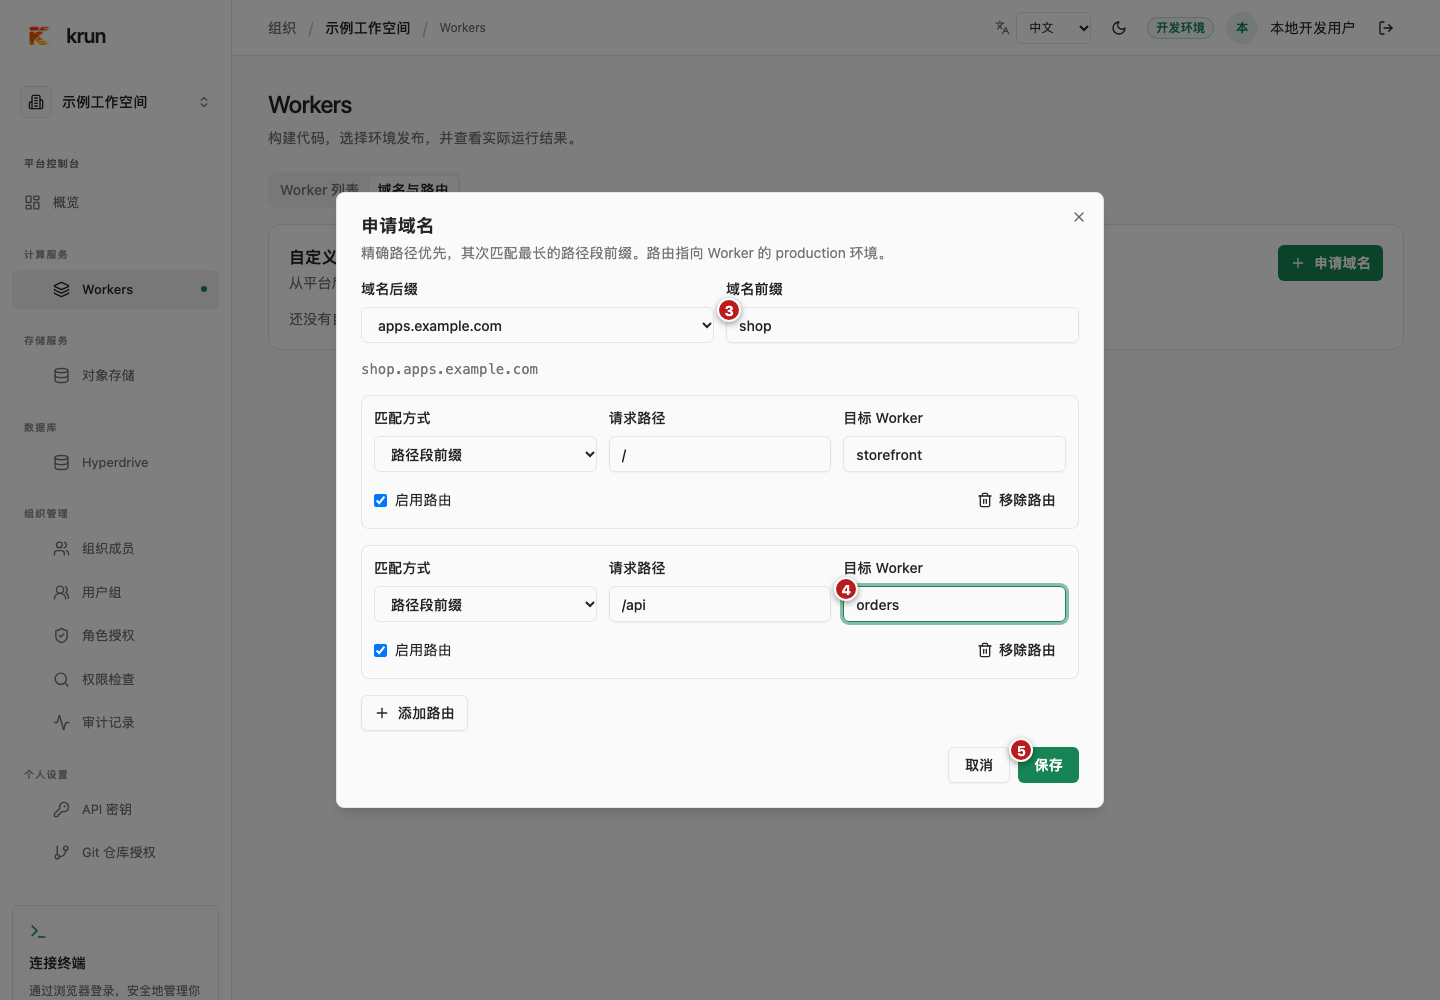 krun
组织 / 示例工作空间 / Workers
中文
开发环境
本
本地开发用户
示例工作空间
平台控制台
概览
计算服务
Workers
存储服务
对象存储
数据库
Hyperdrive
组织管理
组织成员
用户组
角色授权
权限检查
审计记录
个人设置
API 密钥
Git 仓库授权
连接终端
通过浏览器登录，安全地管理你
Workers
构建代码，选择环境发布，并查看实际运行结果。
Worker 列表
域名与路由
自定义
还没有
申请域名
申请域名
精确路径优先，其次匹配最长的路径段前缀。路由指向 Worker 的 production 环境。
域名后缀
域名前缀
apps.example.com
3
shop
shop.apps.example.com
匹配方式
请求路径
目标 Worker
路径段前缀
/
storefront
启用路由
移除路由
匹配方式
请求路径
目标 Worker
4
路径段前缀
/api
orders
启用路由
移除路由
添加路由
取消
5
保存